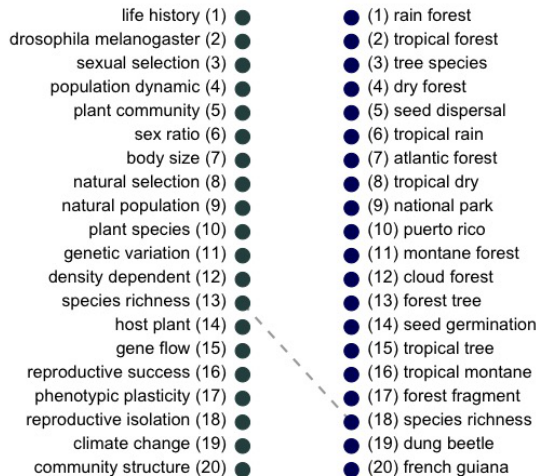 life history (1) (1) rain forest
drosophila melanogaster (2) (2) tropical forest
sexual selection (3) (3) tree species
population dynamic (4) (4) dry forest
plant community (5) (5) seed dispersal
sex ratio (6) (6) tropical rain
body size (7) (7) atlantic forest
natural selection (8) (8) tropical dry
natural population (9) (9) national park
plant species (10) (10) puerto rico
genetic variation (11) (11) montane forest
density dependent (12) (12) cloud forest
species richness (13) (13) forest tree
host plant (14) (14) seed germination
gene flow (15) (15) tropical tree
reproductive success (16) (16) tropical montane
phenotypic plasticity (17) (17) forest fragment
reproductive isolation (18) (18) species richness
climate change (19) (19) dung beetle
community structure (20) (20) french guiana